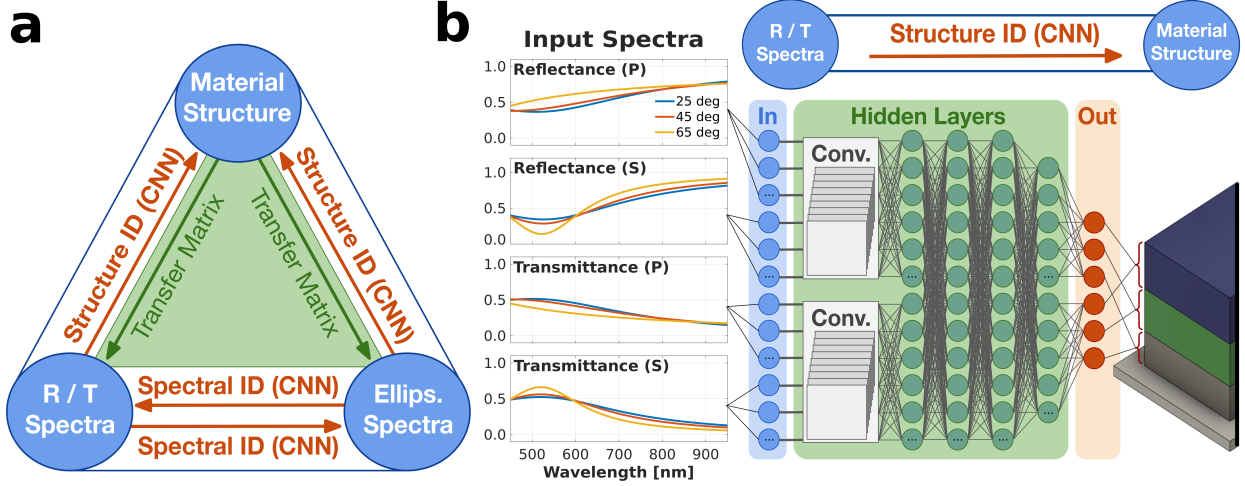 a
Material
Structure
Structure ID (CNN)
Transfer Matrix
Transfer Matrix
Structure ID (CNN)
R / T
Spectra
Spectral ID (CNN)
Spectral ID (CNN)
Ellips.
Spectra
b
Input Spectra
Reflectance (P)
1.0
0.5
0.0
25 deg
45 deg
65 deg
Reflectance (S)
1.0
0.5
0.0
Transmittance (P)
1.0
0.5
0.0
Transmittance (S)
1.0
0.5
0.0
500 600 700 800 900
Wavelength [nm]
R / T
Spectra
Structure ID (CNN)
Material
Structure
In
Hidden Layers
Out
Conv.
...
...
...
...
Conv.
...
...
...
...
...
...